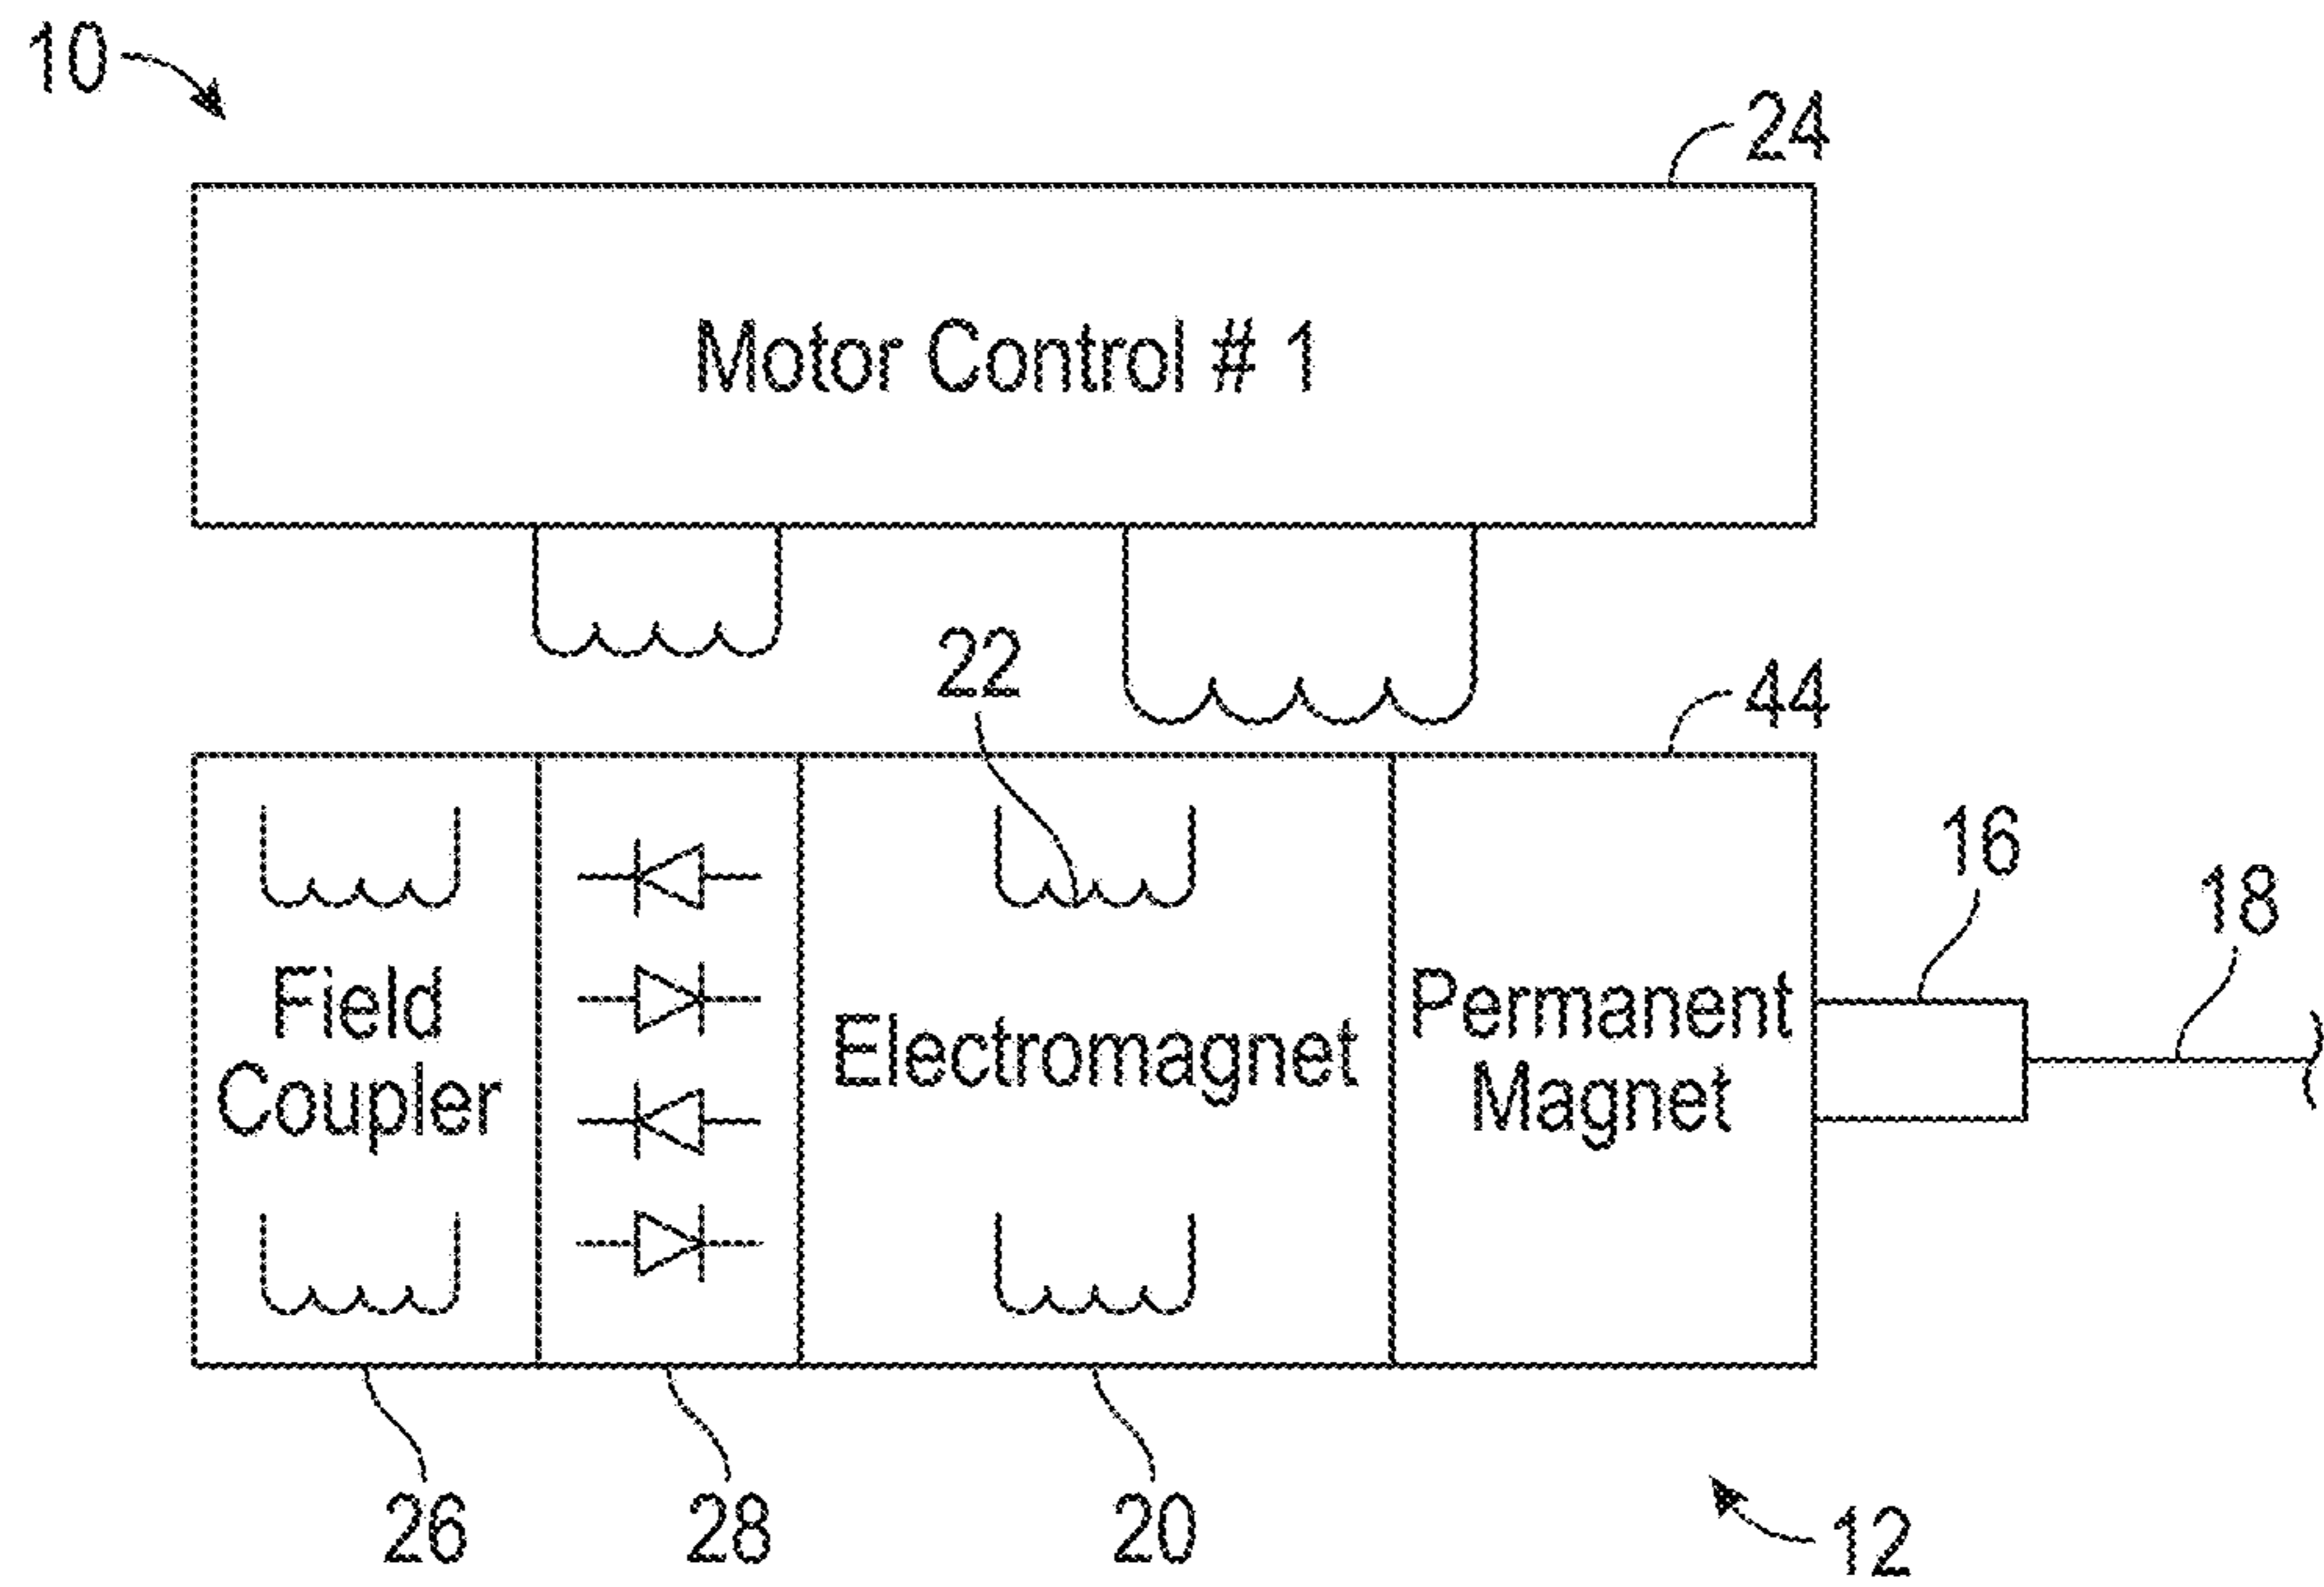 10
24
Motor Control # 1
22
44
16
18
Field
Coupler
Electromagnet
Permanent
Magnet
26
28
20
12